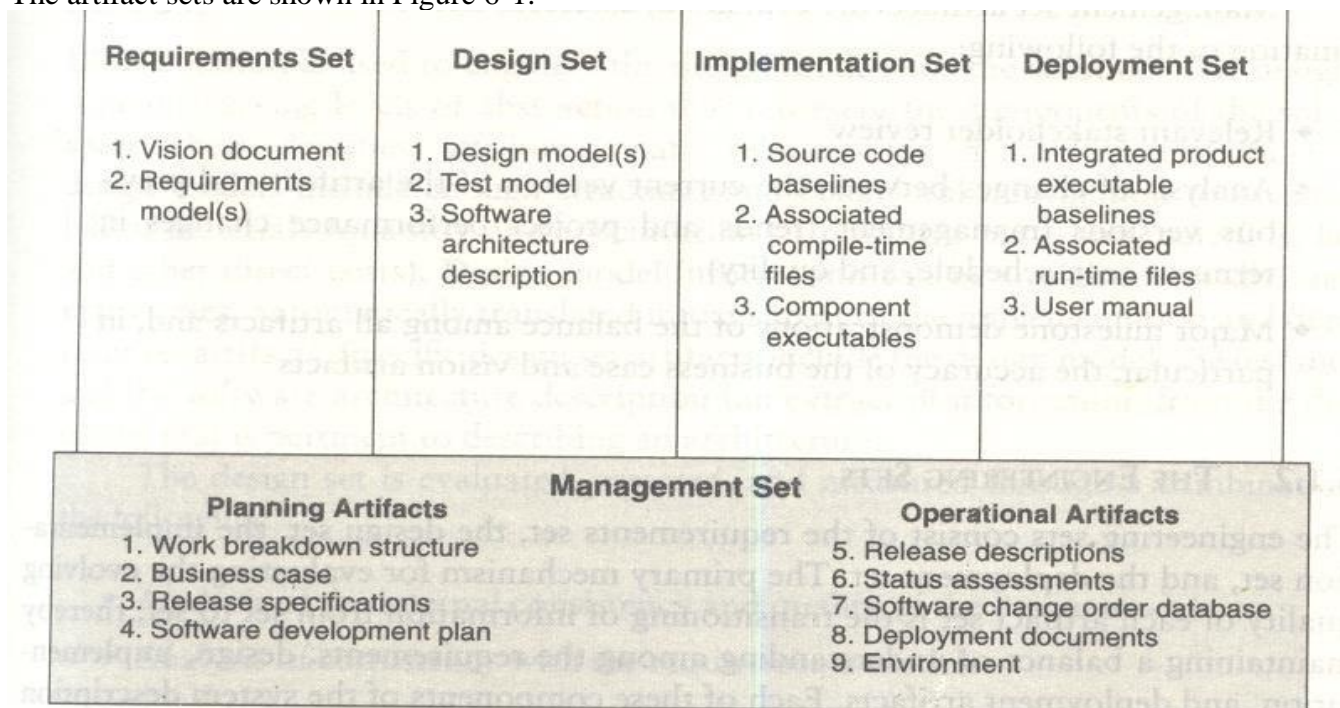 The artifact sets are shown in Figure 6-1.
Requirements Set
1. Vision document
2. Requirements
model(s)
Design Set
1. Design model(s)
2. Test model
3. Software
architecture
description
Implementation Set
1. Source code
baselines
2. Associated
compile-time
files
3. Component
executables
Deployment Set
1. Integrated product
executable
baselines
2. Associated
run-time files
3. User manual
Management Set
Planning Artifacts
1. Work breakdown structure
2. Business case
3. Release specifications
4. Software development plan
Operational Artifacts
5. Release descriptions
6. Status assessments
7. Software change order database
8. Deployment documents
9. Environment